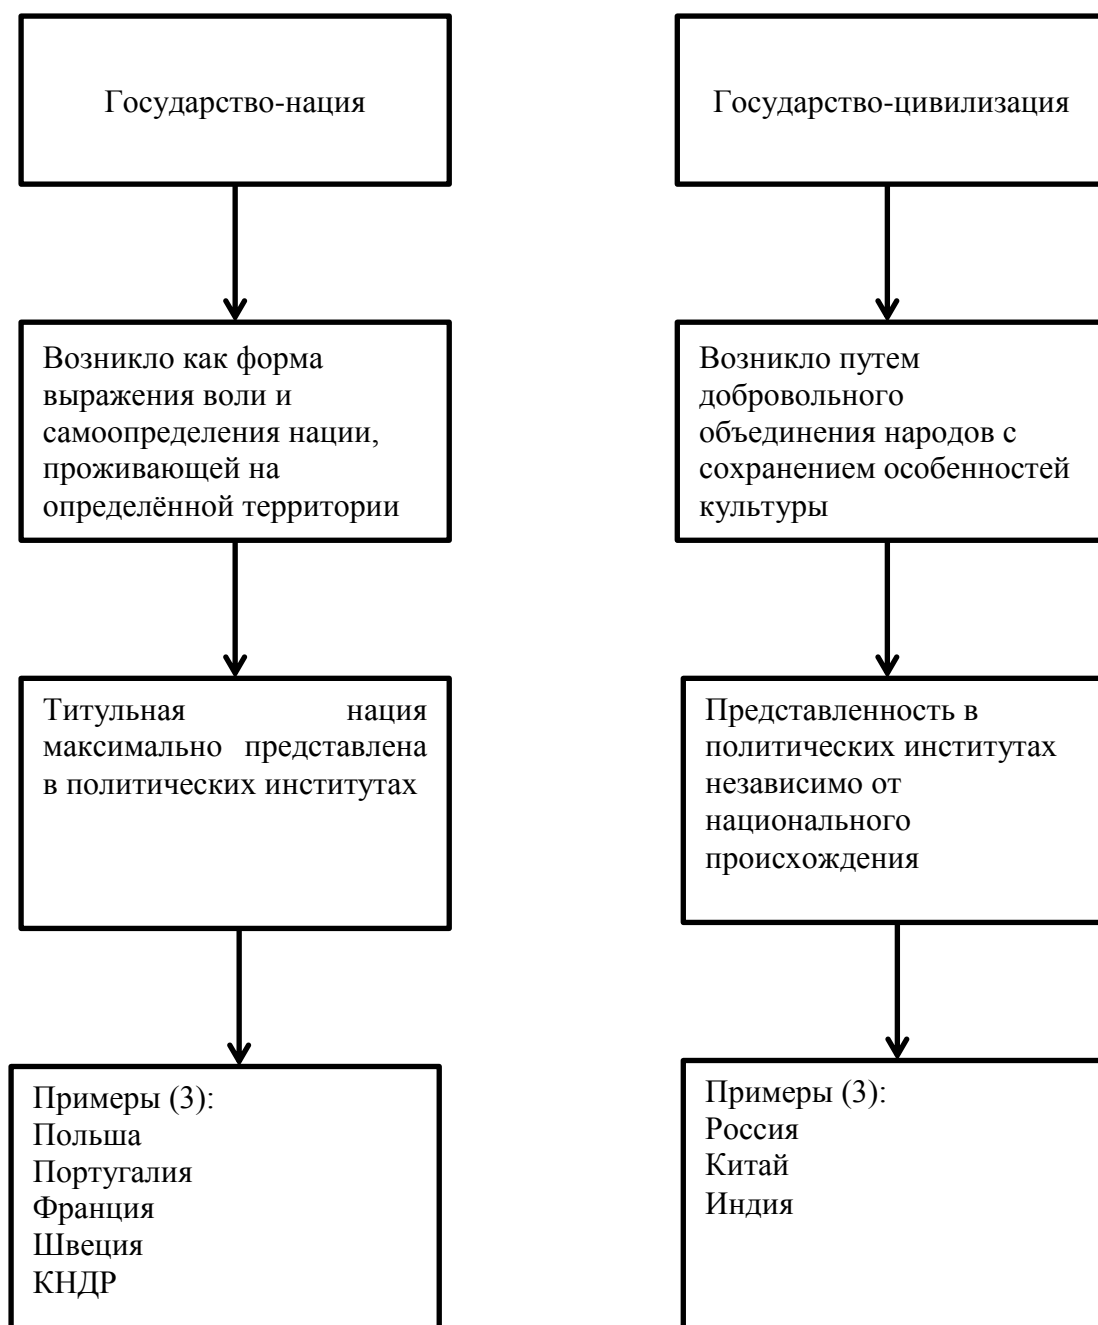 Государство-нация
Возникло как форма
выражения воли и
самоопределения нации,
проживающей на
определённой территории
Титульная нация
максимально представлена
в политических институтах
Примеры (3):
Польша
Португалия
Франция
Швеция
КНДР
Государство-цивилизация
Возникло путем
добровольного
объединения народов с
сохранением особенностей
культуры
Представленность в
политических институтах
независимо от
национального
происхождения
Примеры (3):
Россия
Китай
Индия